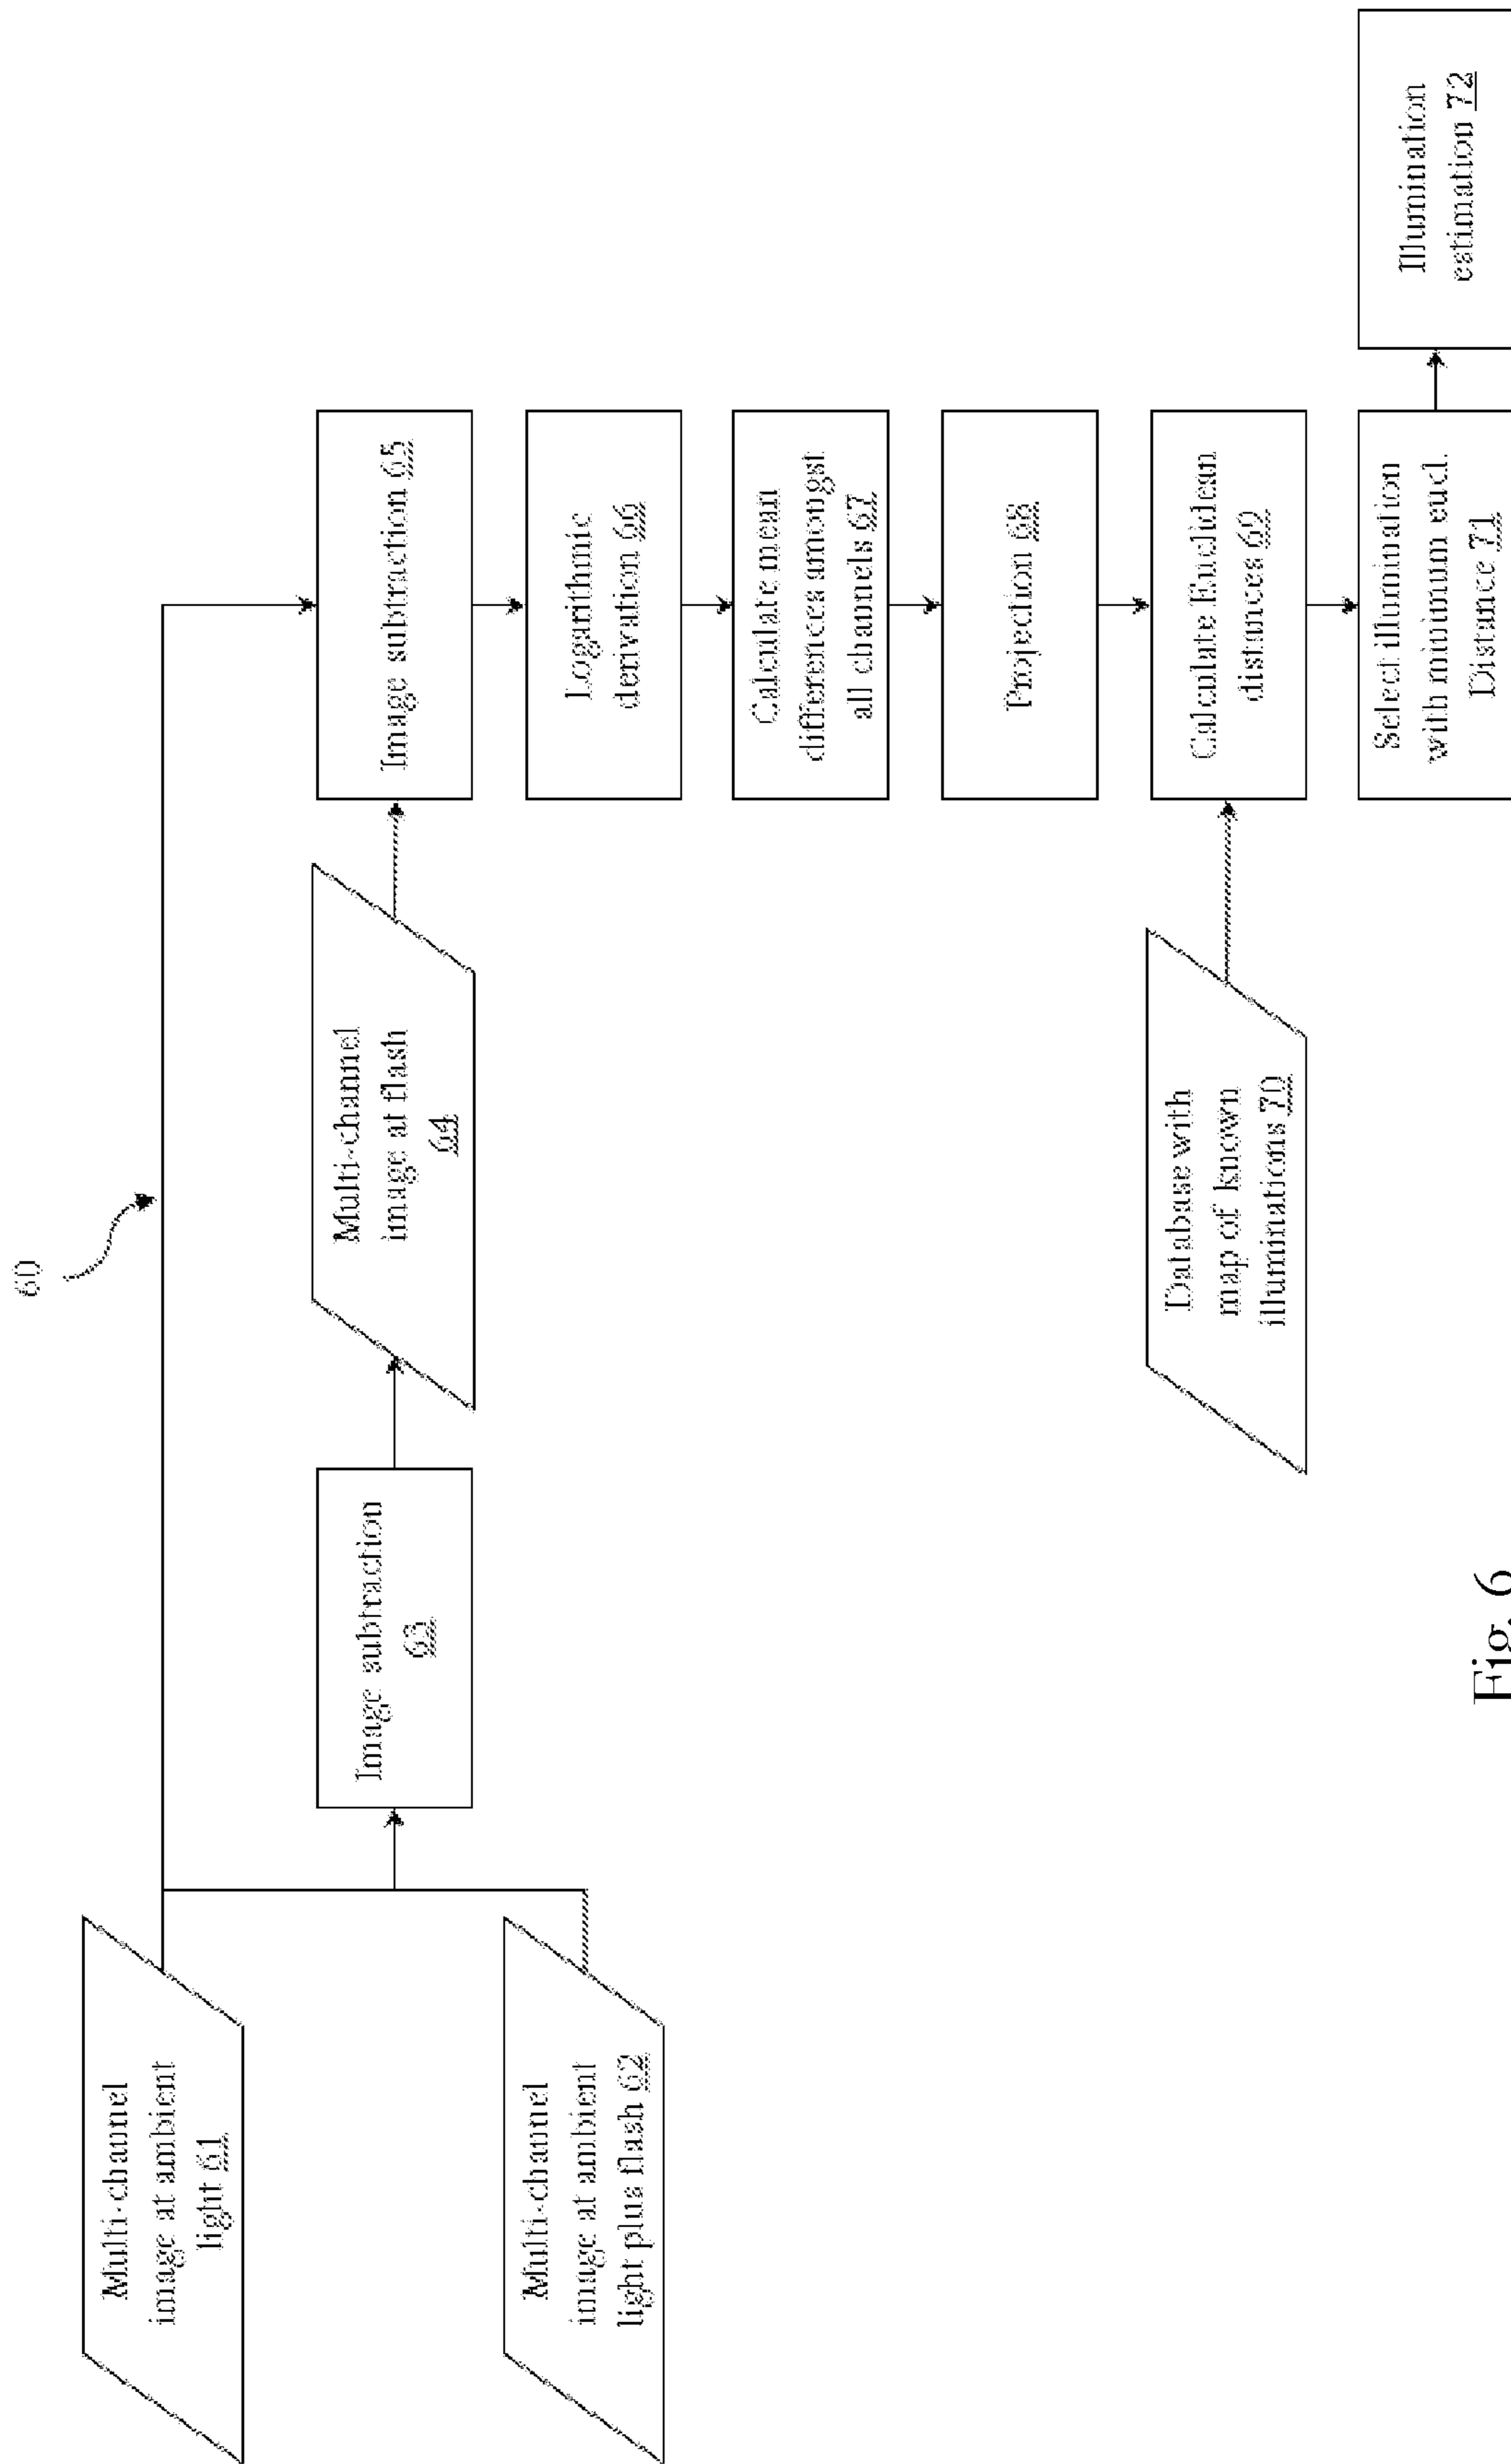 60
Multi-channel
image at ambient
light 61
Multi-channel
image at ambient
light plus flash 62
Image subtraction
63
Multi-channel
image at flash
64
Image subtraction 65
Logarithmic
derivation 66
Calculate mean
differences amongst
all channels 67
Projection 68
Database with
map of known
illuminations 70
Calculate Euclidean
distances 69
Select illumination
with minimum eucl.
Distance 71
Illumination
estimation 72
Fig. 6